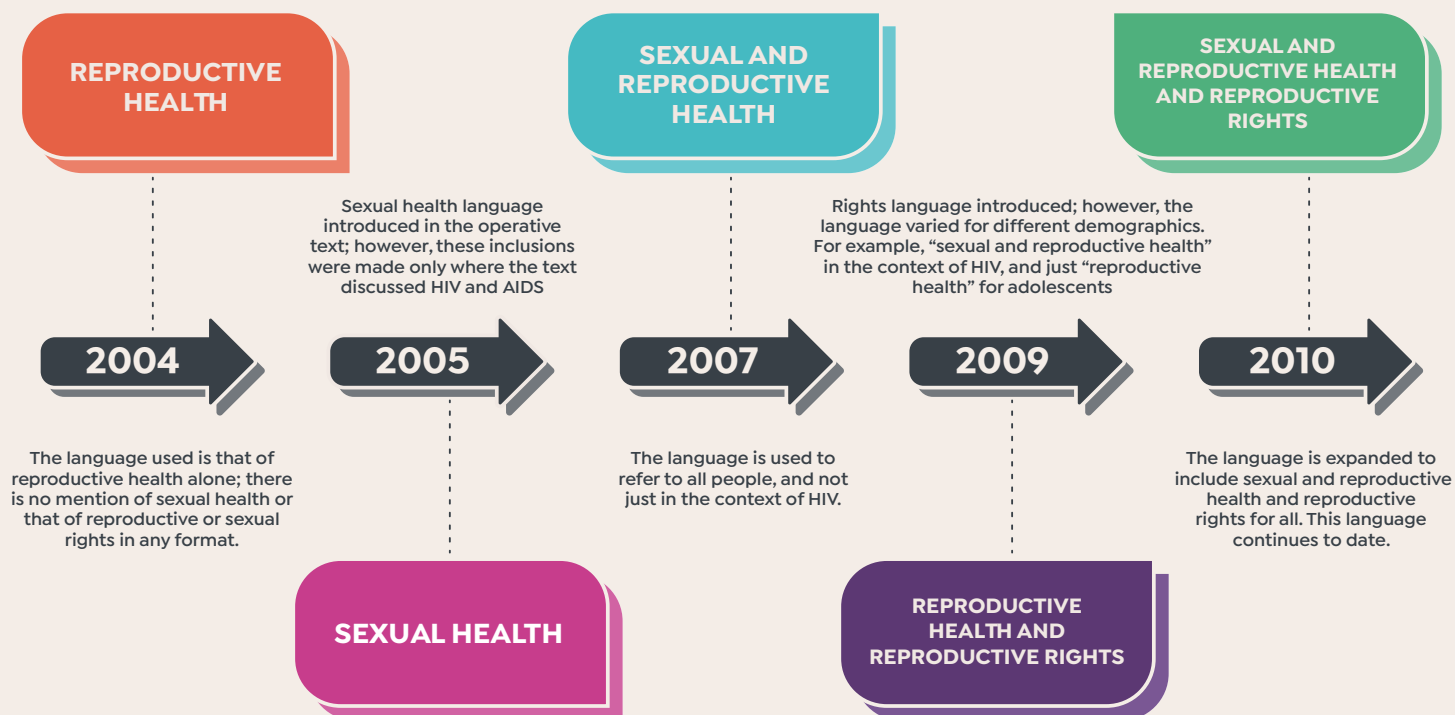 REPRODUCTIVE
HEALTH
SEXUAL AND
REPRODUCTIVE
HEALTH
SEXUAL AND
REPRODUCTIVE HEALTH
AND REPRODUCTIVE
RIGHTS
Sexual health language
introduced in the operative
text; however, these inclusions
were made only where the text
discussed HIV and AIDS
Rights language introduced; however, the
language varied for different demographics.
For example, “sexual and reproductive health”
in the context of HIV, and just “reproductive
health” for adolescents
2004
2005
2007
2009
2010
The language used is that of
reproductive health alone; there
is no mention of sexual health or
that of reproductive or sexual
rights in any format.
The language is used to
refer to all people, and not
just in the context of HIV.
The language is expanded to
include sexual and reproductive
health and reproductive
rights for all. This language
continues to date.
SEXUAL HEALTH
REPRODUCTIVE
HEALTH AND
REPRODUCTIVE RIGHTS